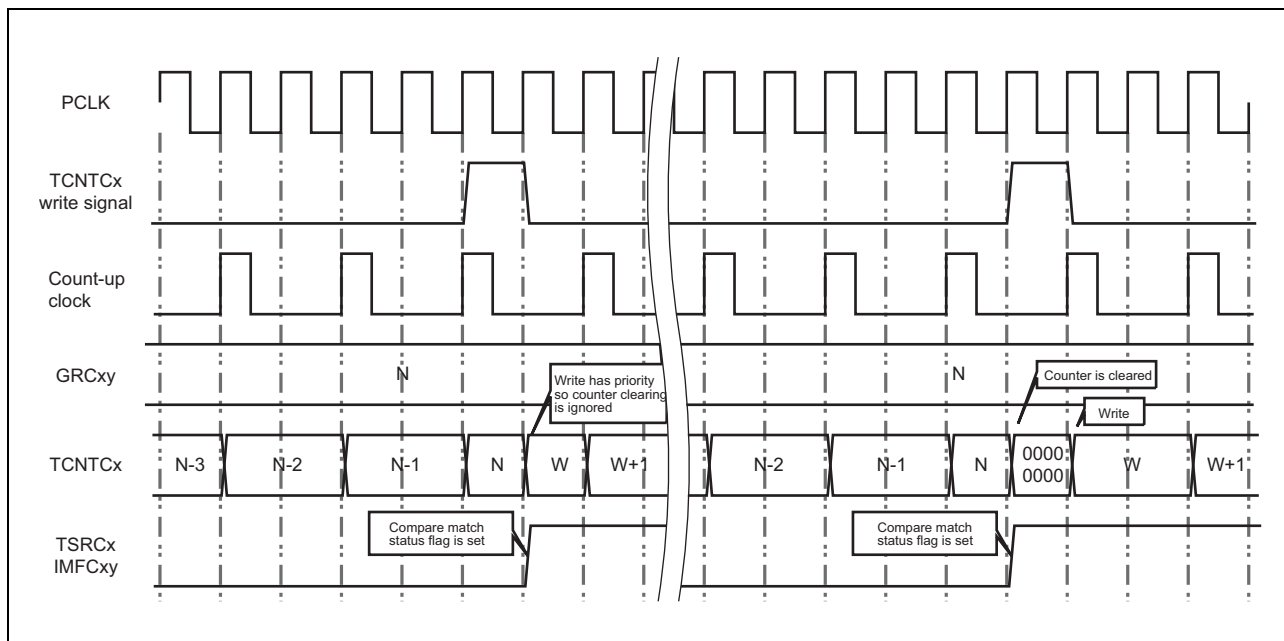 PCLK
TCNTCx
write signal
Count-up
clock
GRCxy
N
Write has priority
so counter clearing
is ignored
N
Counter is cleared
Write
TCNTCx
N-3
N-2
N-1
N
W
W+1
N-2
N-1
N
0000
0000
W
W+1
TSRCx
IMFCxy
Compare match
status flag is set
Compare match
status flag is set